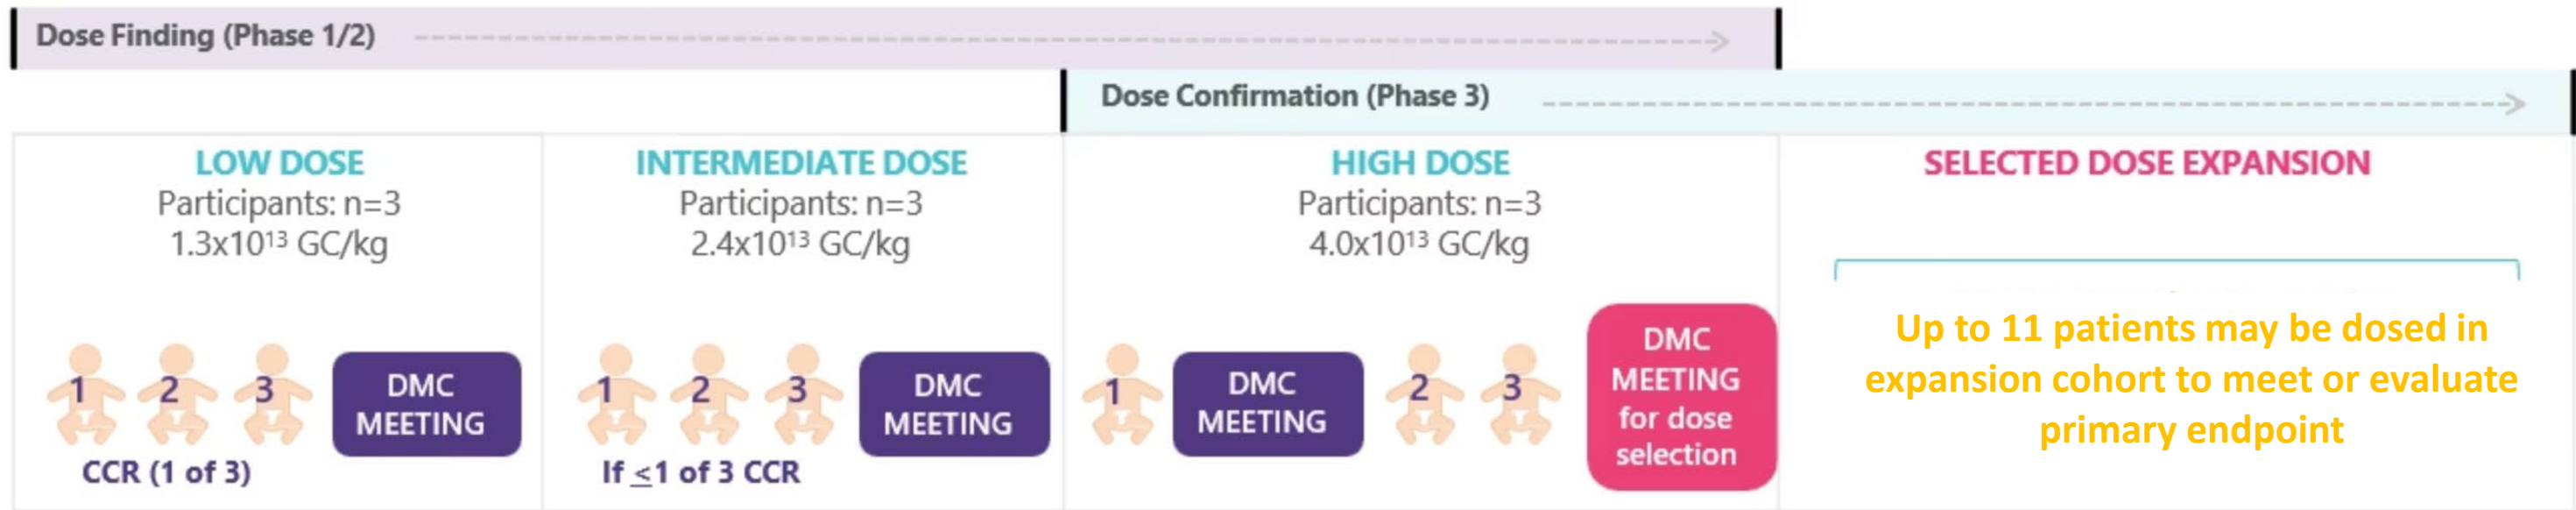 Dose Finding (Phase 1/2)
Dose Confirmation (Phase 3)
LOW DOSE
Participants: n=3
1.3x10¹³ GC/kg
1
2
3
DMC
MEETING
CCR (1 of 3)
INTERMEDIATE DOSE
Participants: n=3
2.4x10¹³ GC/kg
1
2
3
DMC
MEETING
If ≤1 of 3 CCR
HIGH DOSE
Participants: n=3
4.0x10¹³ GC/kg
1
DMC
MEETING
2
3
DMC
MEETING
for dose
selection
SELECTED DOSE EXPANSION
Up to 11 patients may be dosed in
expansion cohort to meet or evaluate
primary endpoint